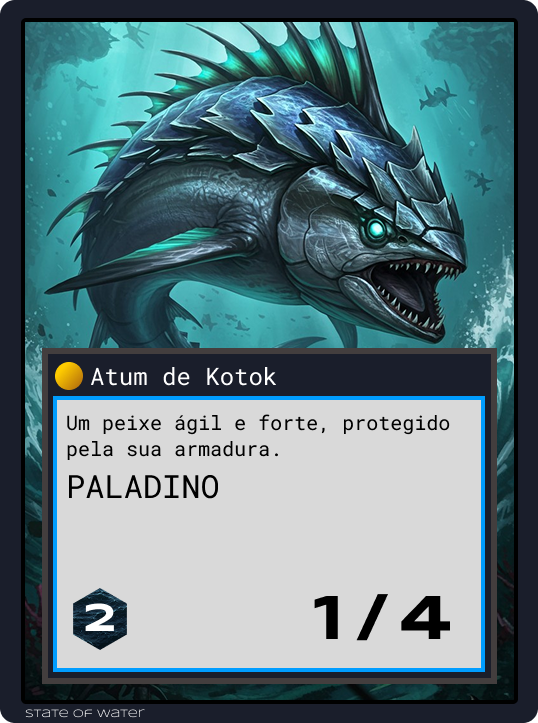 Atum de Kotok
Um peixe ágil e forte, protegido
pela sua armadura.
PALADINO
2
1/4
STATE OF WATER